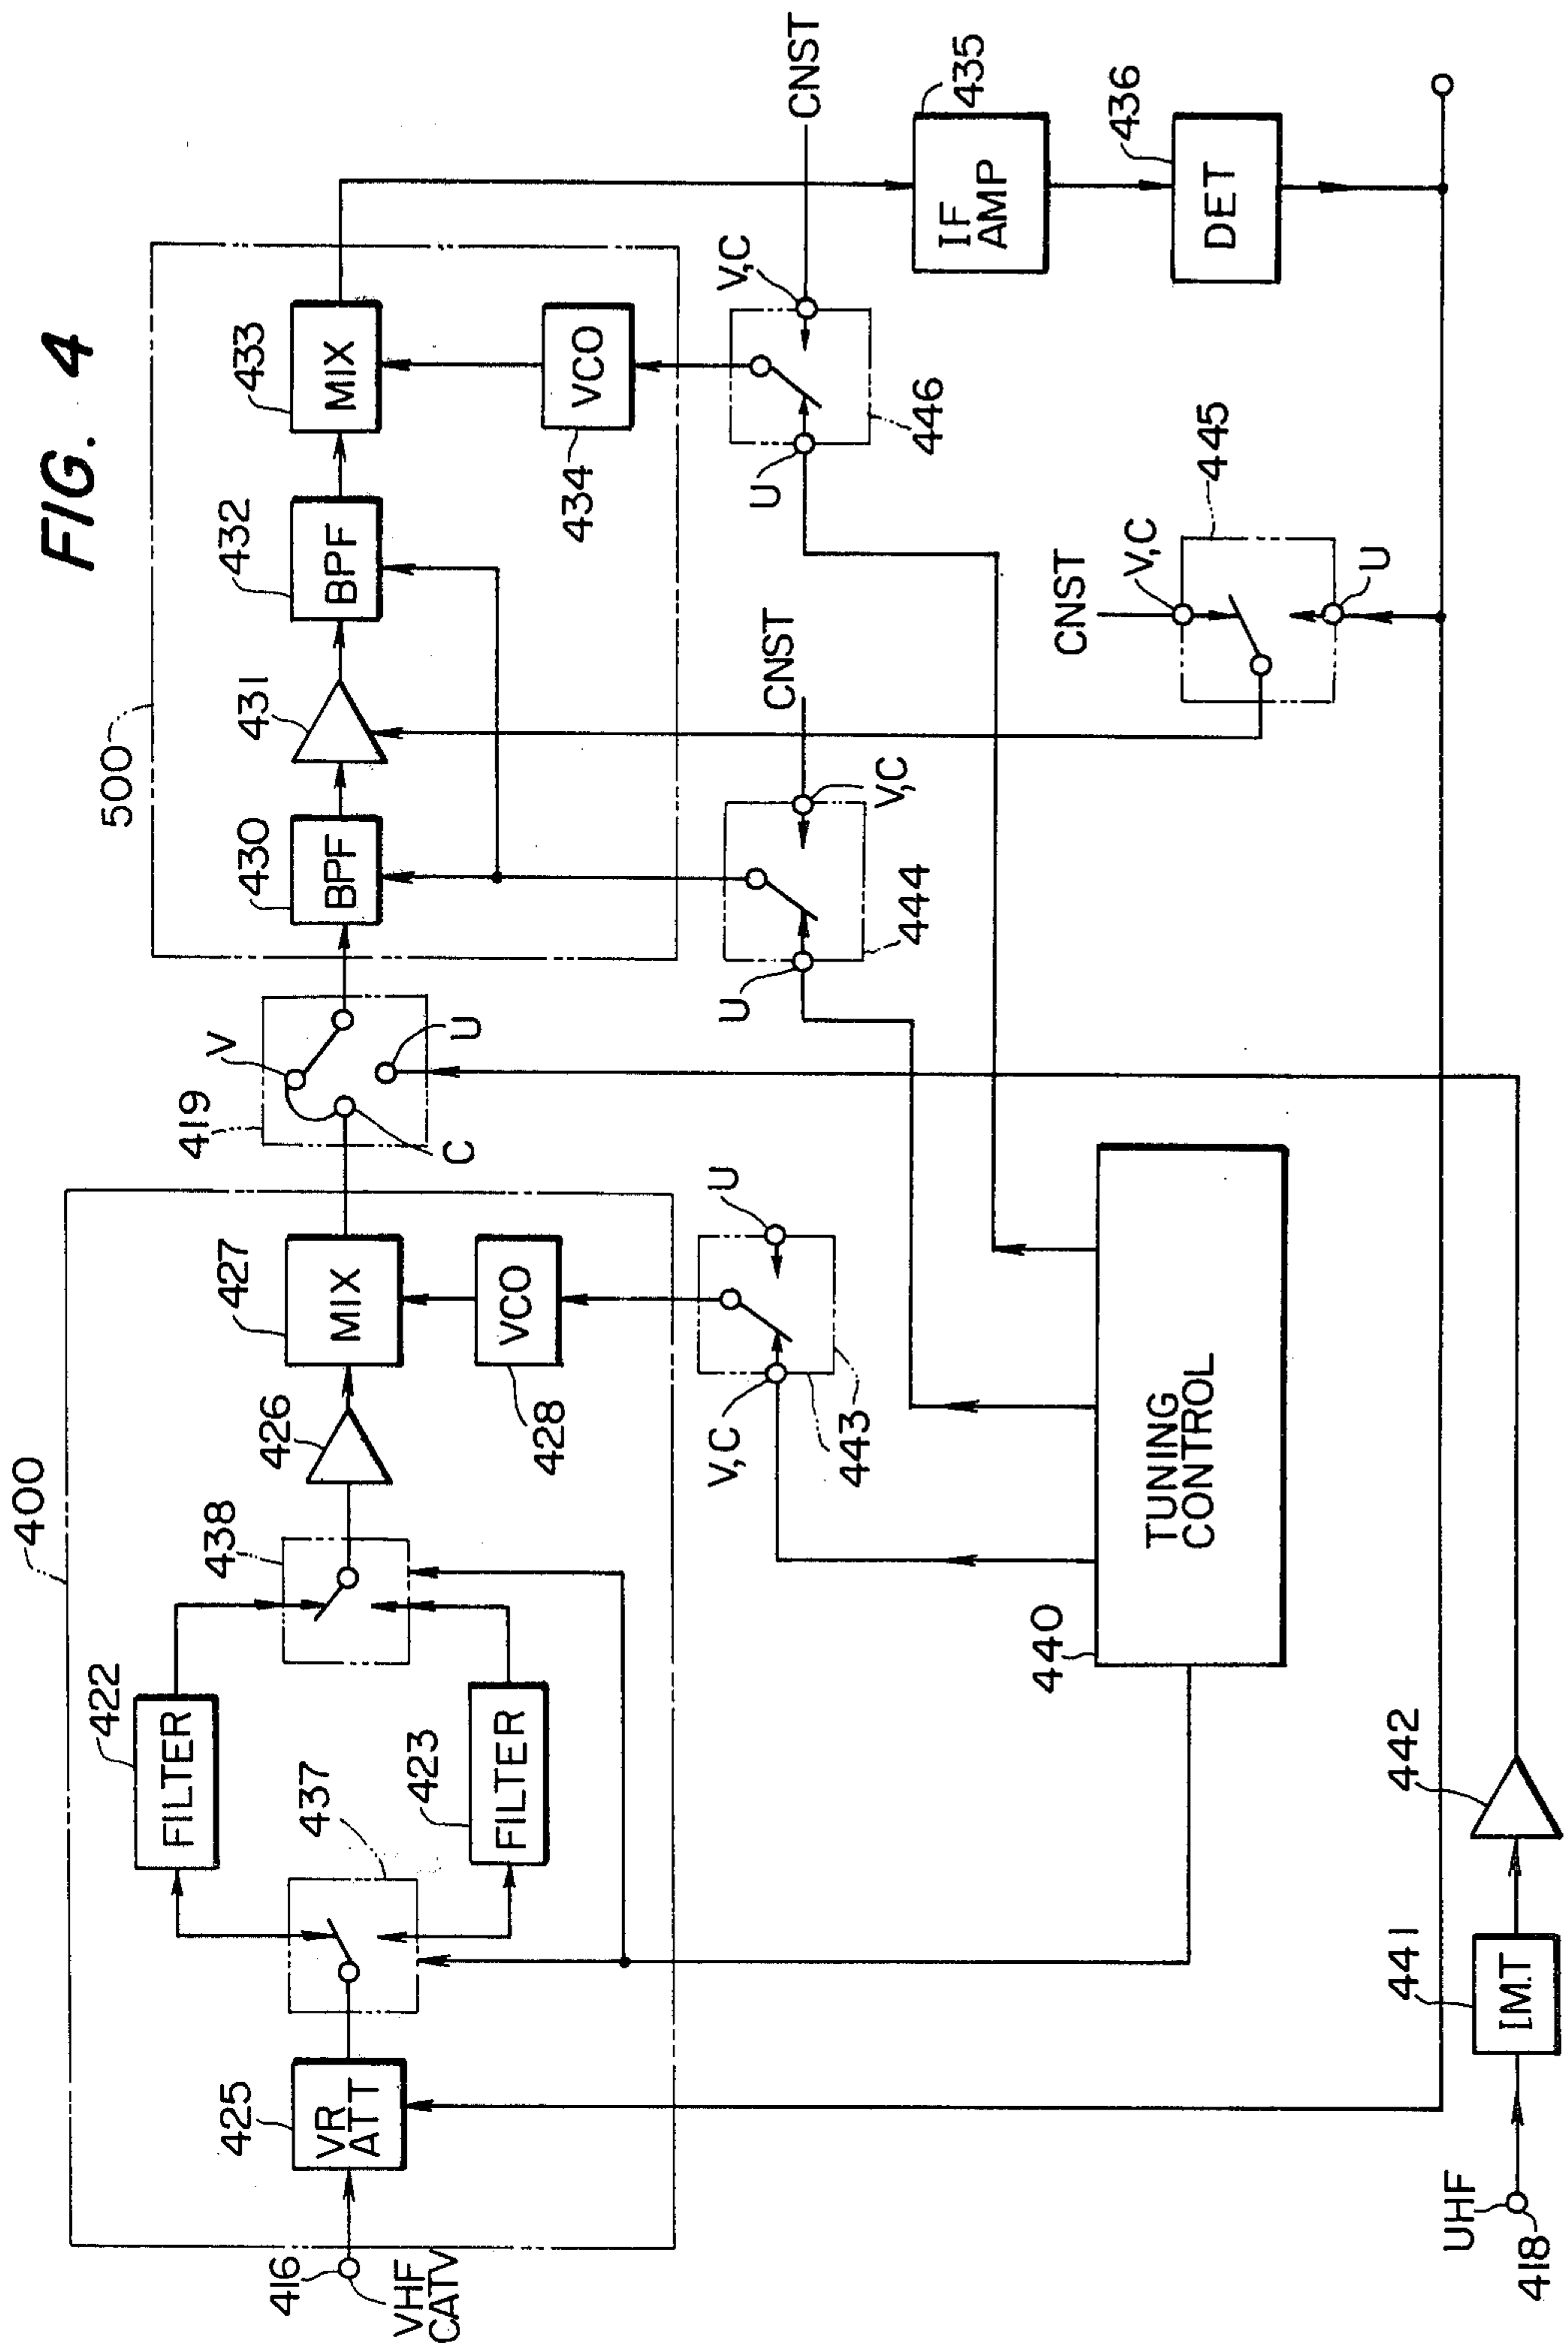 FIG. 4
400
500
416
VHF
CATV
425
VR
ATT
437
422
FILTER
423
FILTER
438
426
427
MIX
428
VCO
419
V
C
U
430
BPF
431
432
BPF
433
MIX
434
VCO
V,C
U
443
U
V,C
444
CNST
U
V,C
446
CNST
435
IF
AMP
436
DET
CNST
V,C
445
U
440
TUNING
CONTROL
UHF
418
441
I.M.T
442